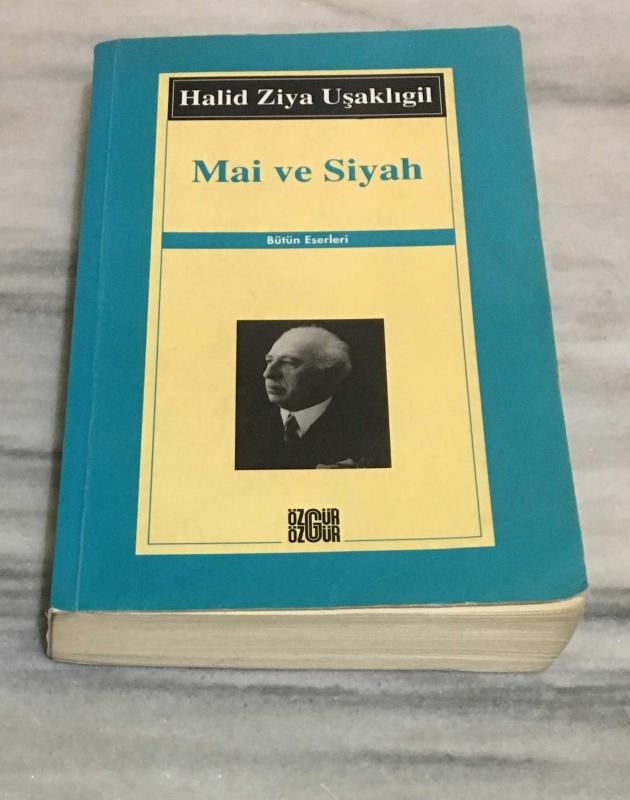 Halid Ziya Uşaklıgil
Mai ve Siyah
Bütün Eserleri
ÖZGÜR
ÖZGÜR